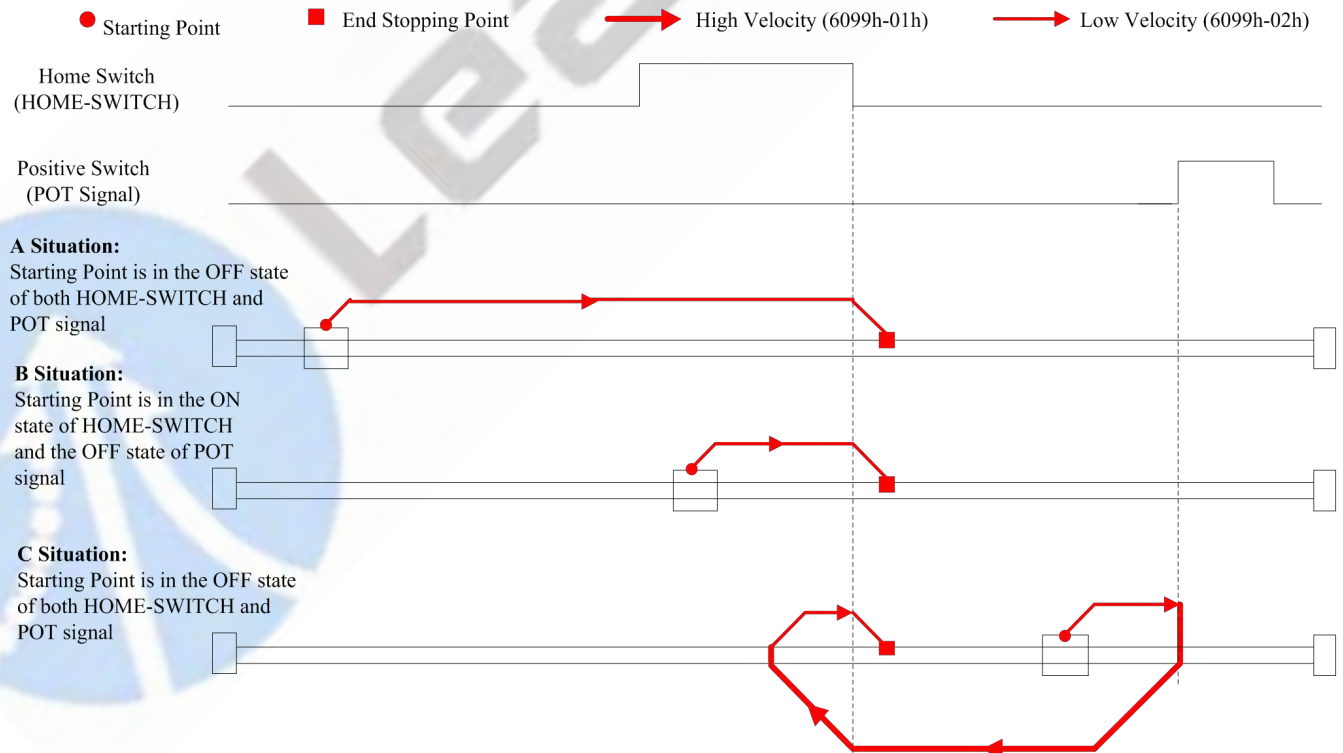 Starting Point
End Stopping Point
High Velocity (6099h-01h)
Low Velocity (6099h-02h)
Home Switch
(HOME-SWITCH)
Positive Switch
(POT Signal)
A Situation:
Starting Point is in the OFF state
of both HOME-SWITCH and
POT signal
B Situation:
Starting Point is in the ON
state of HOME-SWITCH
and the OFF state of POT
signal
C Situation:
Starting Point is in the OFF state
of both HOME-SWITCH and
POT signal